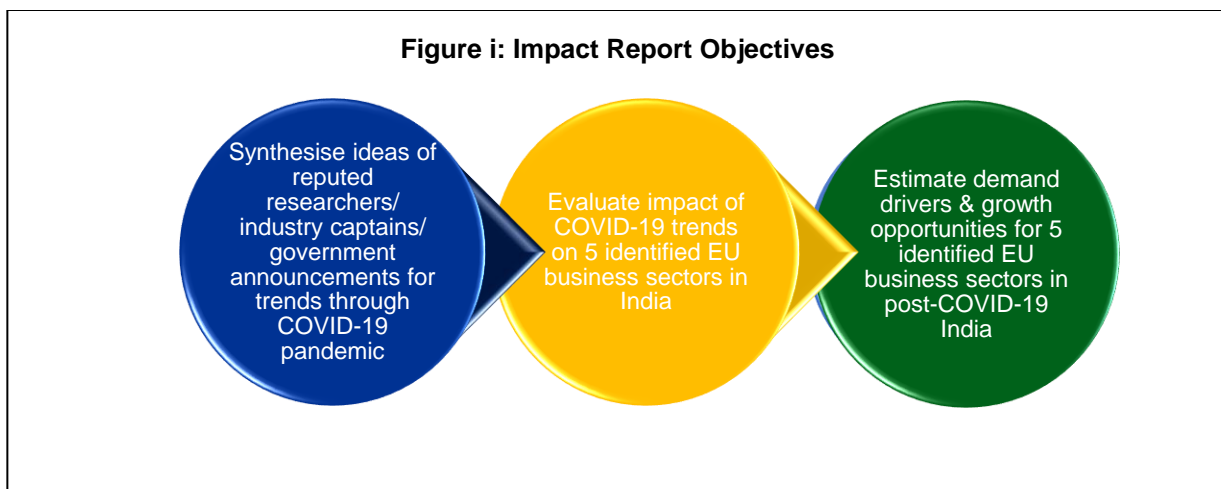 Figure i: Impact Report Objectives
Synthesise ideas of
reputed
researchers/
industry captains/
government
announcements for
trends through
COVID-19
pandemic
Evaluate impact of
COVID-19 trends
on 5 identified EU
business sectors in
India
Estimate demand
drivers & growth
opportunities for 5
identified EU
business sectors in
post-COVID-19
India